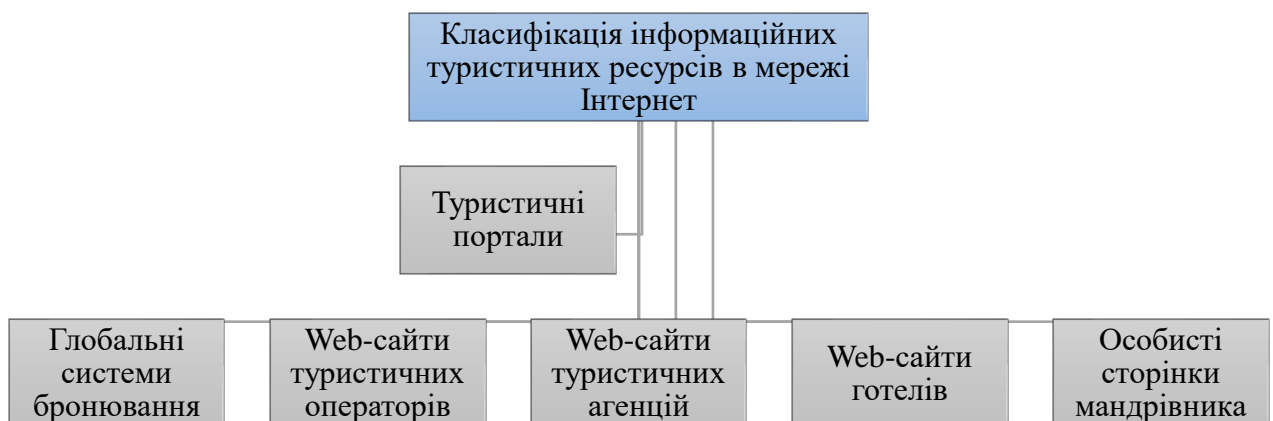 Класифікація інформаційних
туристичних ресурсів в мережі
Інтернет
Туристичні
портали
Глобальні
системи
бронювання
Web-сайти
туристичних
операторів
Web-сайти
туристичних
агенцій
Web-сайти
готелів
Особисті
сторінки
мандрівника